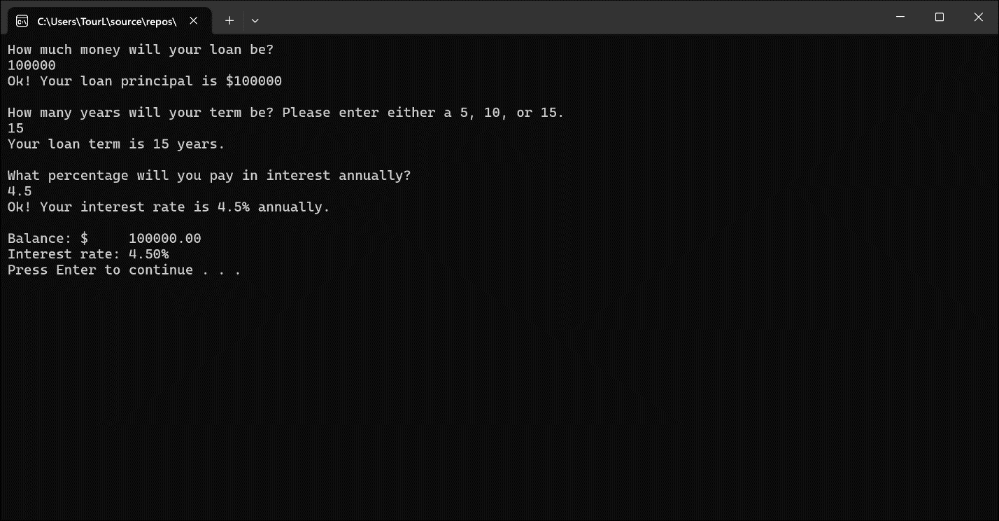 C:\Users\TourL\source\repos\
How much money will your loan be?
100000
Ok! Your loan principal is $100000
How many years will your term be? Please enter either a 5, 10, or 15.
15
Your loan term is 15 years.
What percentage will you pay in interest annually?
4.5
Ok! Your interest rate is 4.5% annually.
Balance: $     100000.00
Interest rate: 4.50%
Press Enter to continue . . .